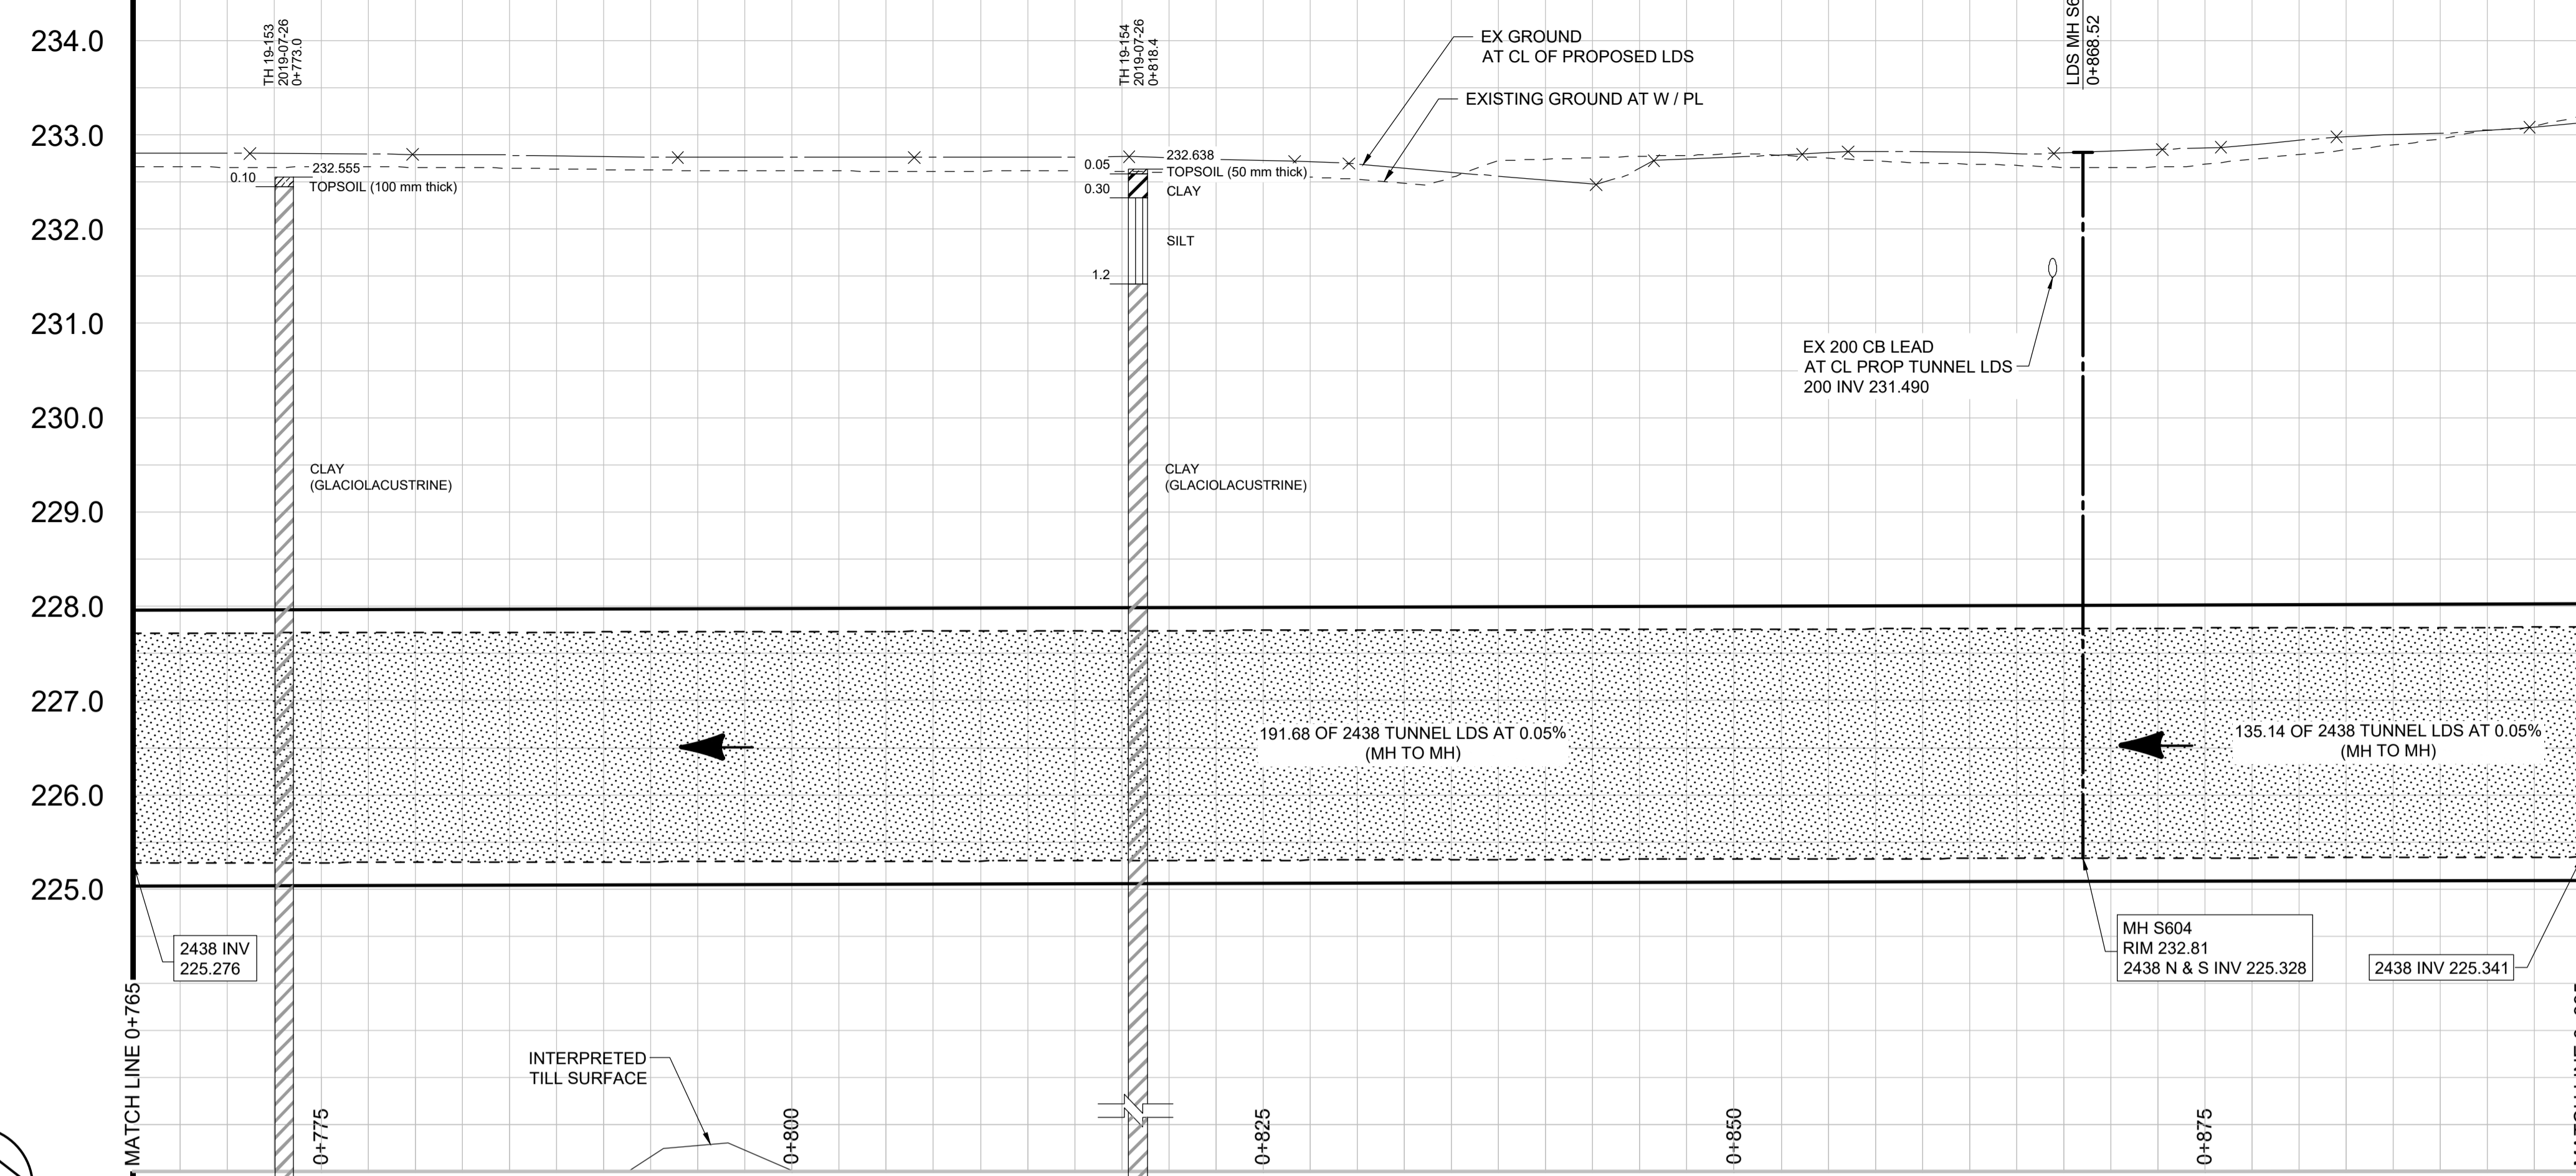 234.0
233.0
232.0
231.0
230.0
229.0
228.0
227.0
226.0
225.0
TH 19-153
2019-07-26
0+773.0
TH 19-154
2019-07-26
0+818.4
EX GROUND
AT CL OF PROPOSED LDS
EXISTING GROUND AT W / PL
LDS MH
0+868.52
0.10
232.555
TOPSOIL (100 mm thick)
0.05
232.638
TOPSOIL (50 mm thick)
0.30
CLAY
SILT
1.2
EX 200 CB LEAD
AT CL PROP TUNNEL LDS
200 INV 231.490
CLAY
(GLACIOLACUSTRINE)
CLAY
(GLACIOLACUSTRINE)
191.68 OF 2438 TUNNEL LDS AT 0.05%
(MH TO MH)
135.14 OF 2438 TUNNEL LDS AT 0.05%
(MH TO MH)
2438 INV
225.276
MH S604
RIM 232.81
2438 N & S INV 225.328
2438 INV 225.341
MATCH LINE 0+765
INTERPRETED
TILL SURFACE
0+775
0+800
0+825
0+850
0+875